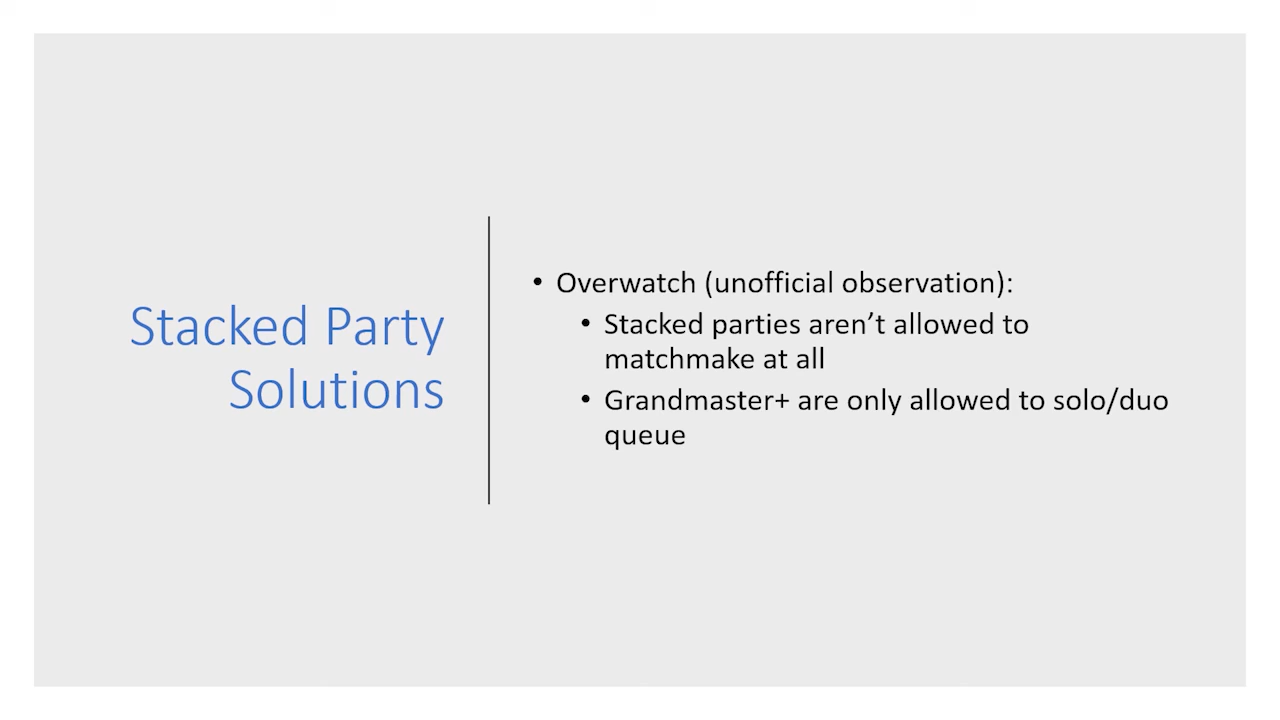 Stacked Party
Solutions
• Overwatch (unofficial observation):
• Stacked parties aren’t allowed to
matchmake at all
• Grandmaster+ are only allowed to solo/duo
queue